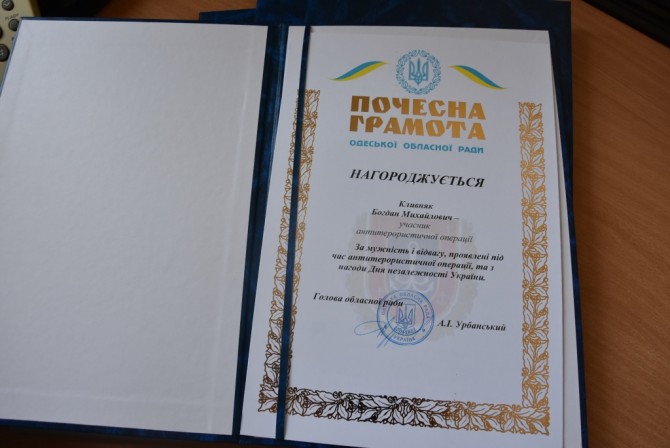 ПОЧЕСНА
ГРАМОТА
ОДЕСЬКОЇ ОБЛАСНОЇ РАДИ
НАГОРОДЖУЄТЬСЯ
Кливняк
Богдан Михайлович –
учасник
антитерористичної операції
За мужність і відвагу, проявлені під
час антитерористичної операції, та з
нагоди Дня незалежності України.
Голова обласної ради
А.І. Урбанський